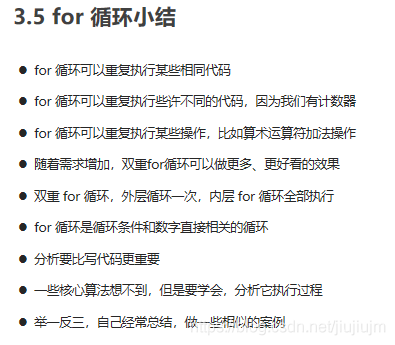 3.5 for 循环小结
● for 循环可以重复执行某些相同代码
● for 循环可以重复执行些许不同的代码，因为我们有计数器
● for 循环可以重复执行某些操作，比如算术运算符加法操作
● 随着需求增加，双重for循环可以做更多、更好看的效果
● 双重 for 循环，外层循环一次，内层 for 循环全部执行
● for 循环是循环条件和数字直接相关的循环
● 分析要比写代码更重要
● 一些核心算法想不到，但是要学会，分析它执行过程
● 举一反三，自己经常总结，做一些相似的案例
https://blog.csdn.net/jiujiujm